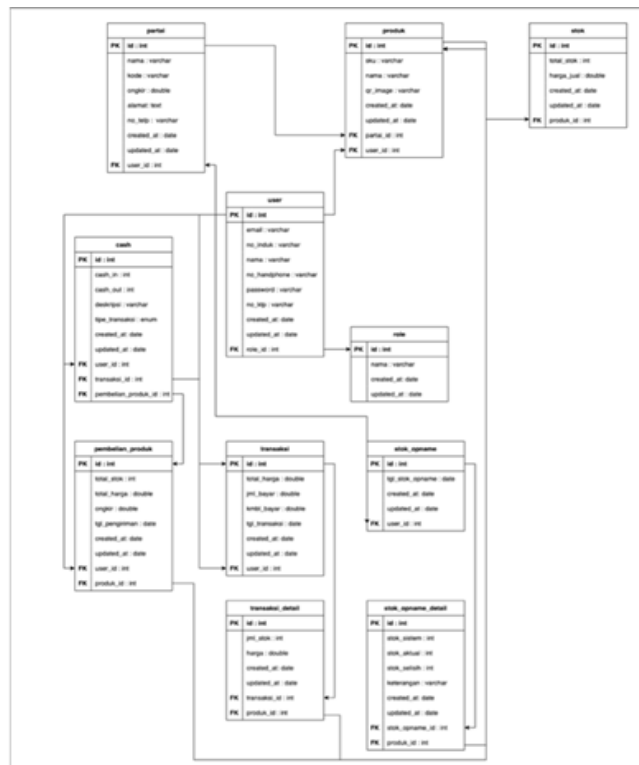 partai
PK id : int
nama : varchar
kode : varchar
ongkir : double
alamat: text
no_telp : varchar
created_at : date
updated_at : date
FK user_id : int
produk
PK id : int
sku : varchar
nama : varchar
qr_image : varchar
created_at: date
updated_at : date
FK partai_id : int
FK user_id : int
stok
PK id : int
total_stok : int
harga_jual : double
created_at : date
updated_at : date
FK produk_id : int
user
PK id : int
email : varchar
no_induk : varchar
nama : varchar
no_handphone : varchar
password : varchar
no_ktp : varchar
created_at : date
updated_at : date
FK role_id : int
cash
PK id : int
cash_in : int
cash_out : int
deskripsi : varchar
tipe_transaksi : enum
created_at : date
updated_at : date
FK user_id : int
FK transaksi_id : int
FK pembelian_produk_id : int
role
PK id : int
nama : varchar
created_at : date
updated_at : date
pembelian_produk
PK id : int
total_stok : int
total_harga : double
ongkir : double
tgl_pengiriman : date
created_at : date
updated_at : date
FK user_id : int
FK produk_id : int
transaksi
PK id : int
total_harga : double
jml_bayar : double
kmbl_bayar : double
tgl_transaksi : date
created_at : date
updated_at : date
FK user_id : int
stok_opname
PK id : int
tgl_stok_opname : date
created_at : date
updated_at : date
FK user_id : int
transaksi_detail
PK id : int
jml_stok : int
harga : double
created_at : date
updated_at : date
FK transaksi_id : int
FK produk_id : int
stok_opname_detail
PK id : int
stok_sistem : int
stok_aktual : int
stok_selisih : int
keterangan : varchar
created_at : date
updated_at : date
FK stok_opname_id : int
FK produk_id : int